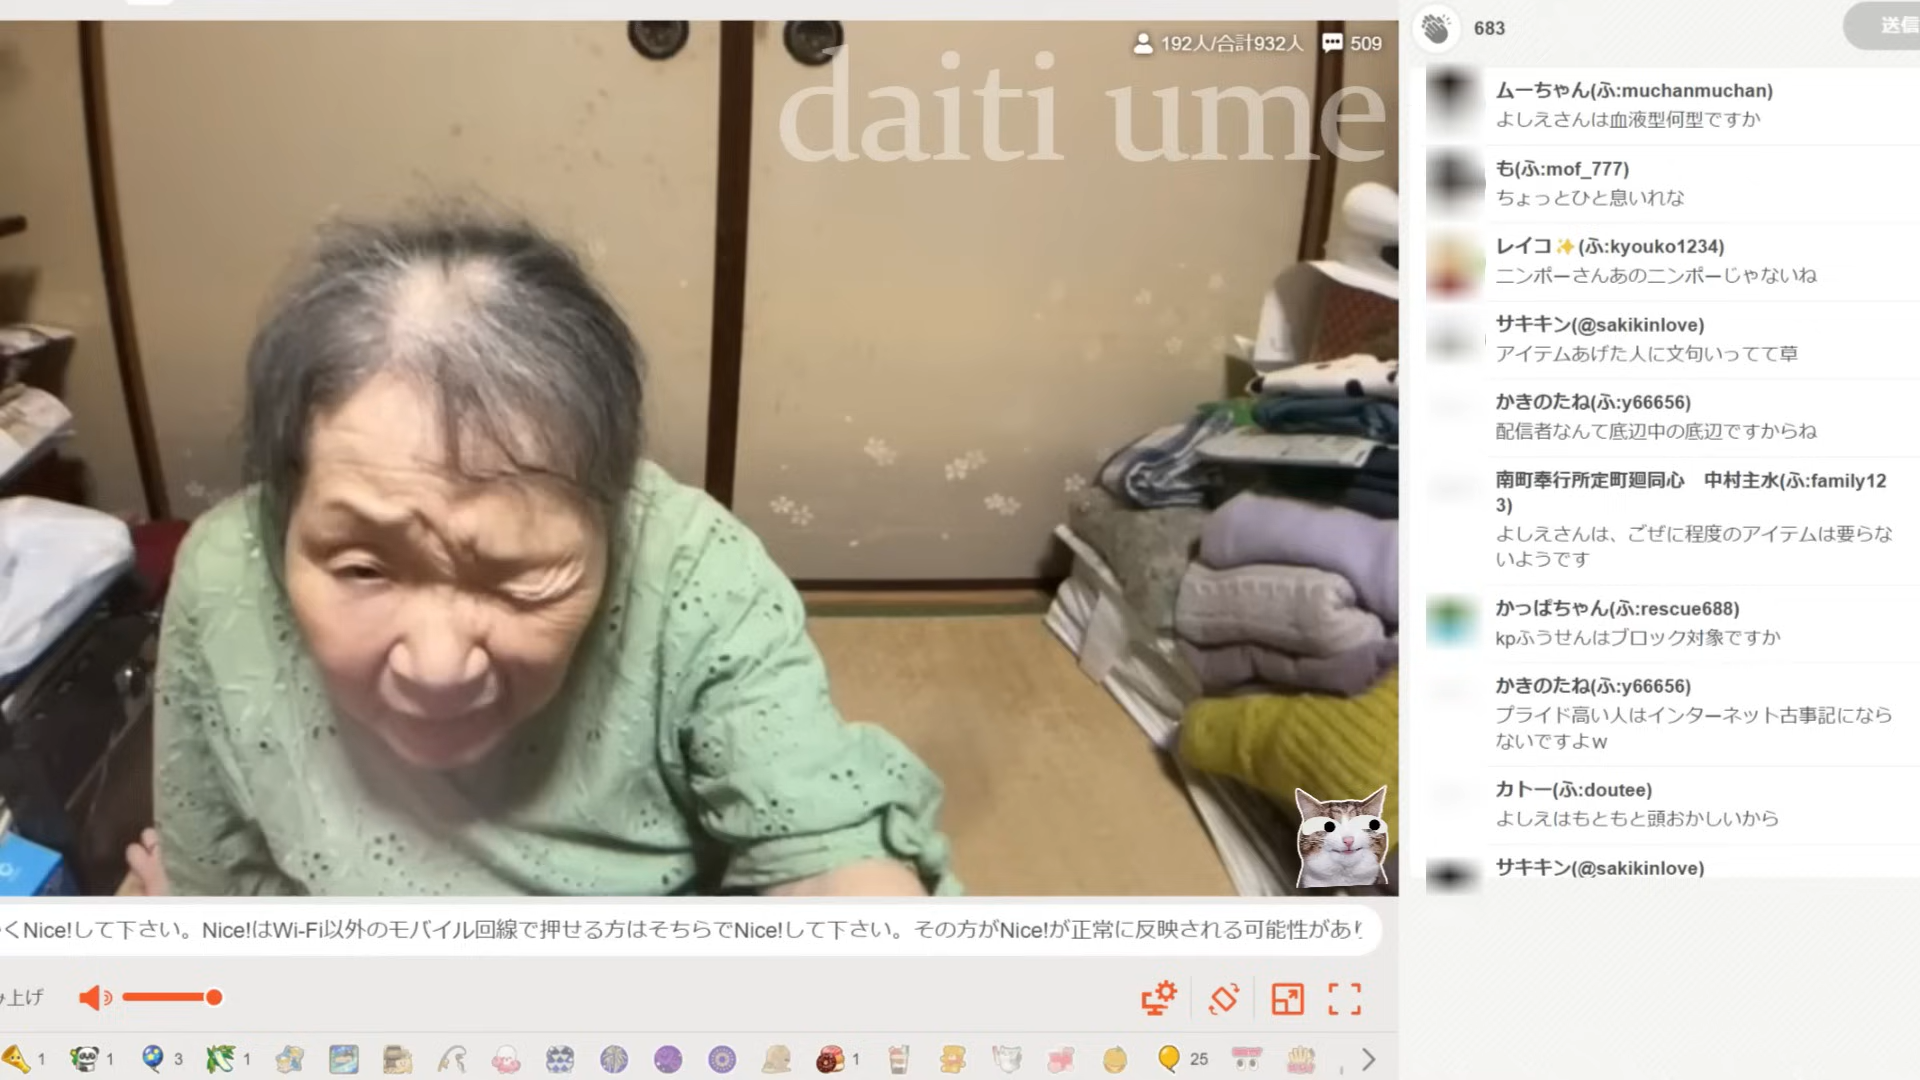 daiti ume
192人/合計932人 509
683
送信
ムーちゃん(ふ:muchanmuchan)
よしえさんは血液型何型ですか
も(ふ:mof_777)
ちょっとひと息いれな
レイコ✨(ふ:kyouko1234)
ニンポーさんあのニンポーじゃないね
サキキン(@sakikinlove)
アイテムあげた人に文句いってて草
かきのたね(ふ:y66656)
配信者なんて底辺中の底辺ですからね
南町奉行所定町廻同心　中村主水(ふ:family12
3)
よしえさんは、ごぜに程度のアイテムは要らな
いようです
かっぱちゃん(ふ:rescue688)
kpふうせんはブロック対象ですか
かきのたね(ふ:y66656)
プライド高い人はインターネット古事記になら
ないですよw
カトー(ふ:doutee)
よしえはもともと頭おかしいから
サキキン(@sakikinlove)
くNice!して下さい。Nice!はWi-Fi以外のモバイル回線で押せる方はそちらでNice!して下さい。その方がNice!が正常に反映される可能性があり
み上げ
1 1 3 1 1 25